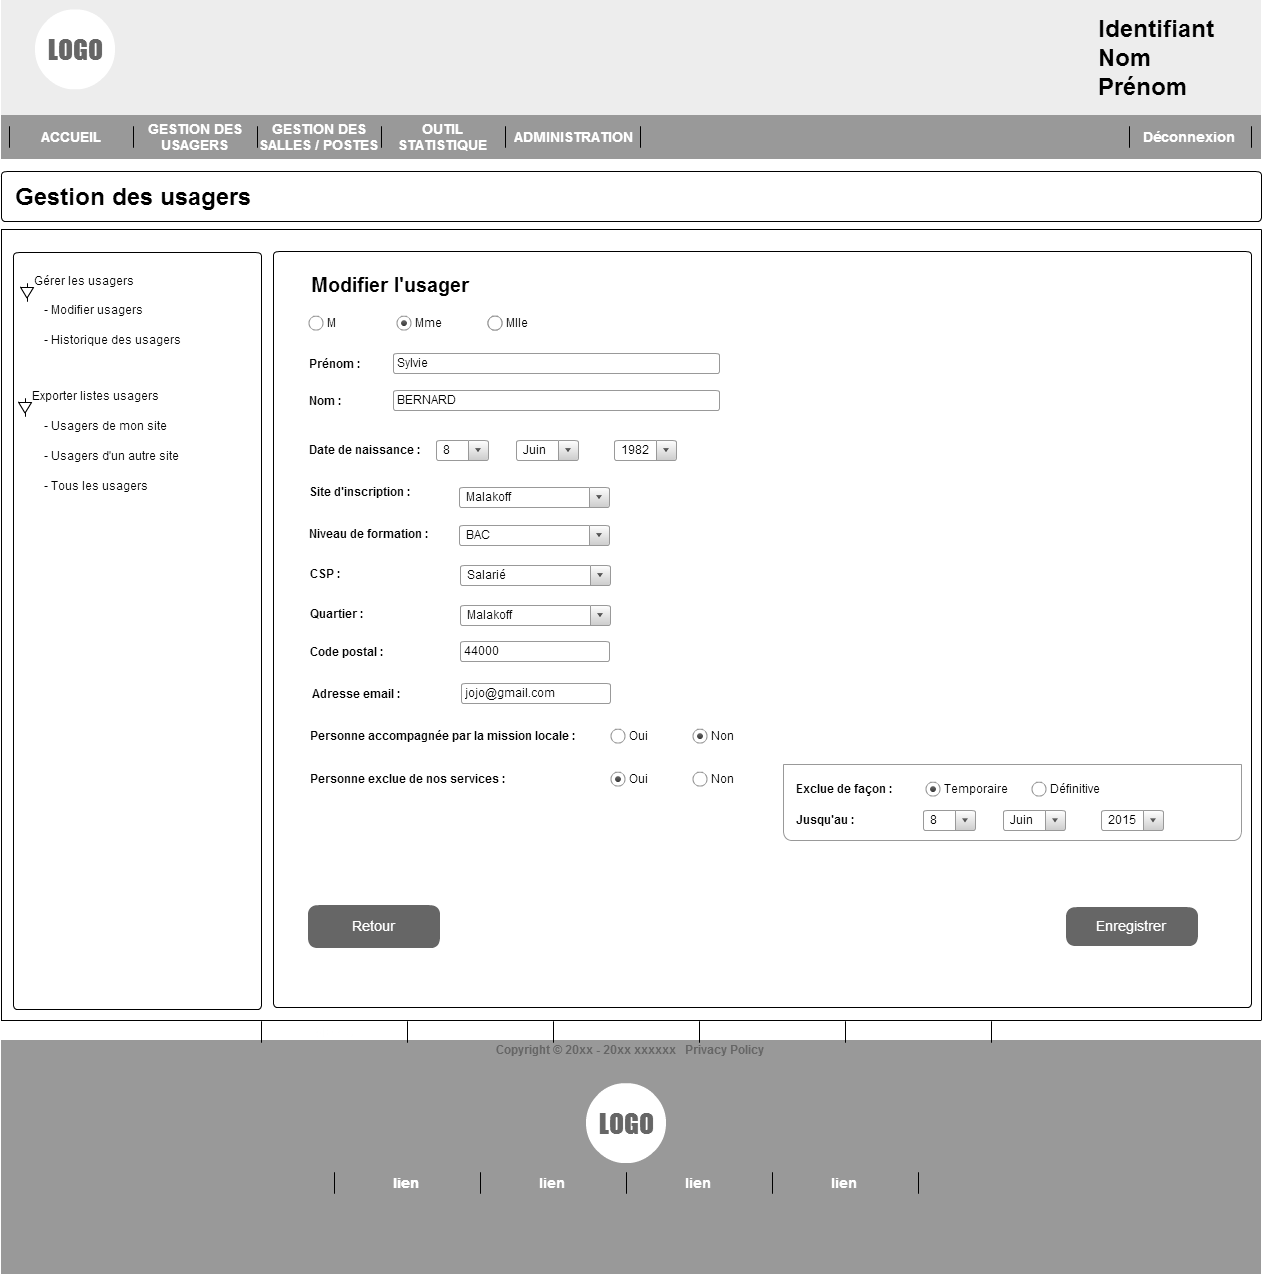 LOGO
Identifiant
Nom
Prénom
ACCUEIL
GESTION DES
USAGERS
GESTION DES
SALLES / POSTES
OUTIL
STATISTIQUE
ADMINISTRATION
Déconnexion
Gestion des usagers
Gérer les usagers
- Modifier usagers
- Historique des usagers
Exporter listes usagers
- Usagers de mon site
- Usagers d'un autre site
- Tous les usagers
Modifier l'usager
M Mme Mlle
Prénom : Sylvie
Nom : BERNARD
Date de naissance : 8 Juin 1982
Site d'inscription : Malakoff
Niveau de formation : BAC
CSP : Salarié
Quartier : Malakoff
Code postal : 44000
Adresse email : jojo@gmail.com
Personne accompagnée par la mission locale : Oui Non
Personne exclue de nos services : Oui Non
Exclue de façon : Temporaire Définitive
Jusqu'au : 8 Juin 2015
Retour
Enregistrer
Copyright © 20xx - 20xx xxxxxx Privacy Policy
LOGO
lien lien lien lien